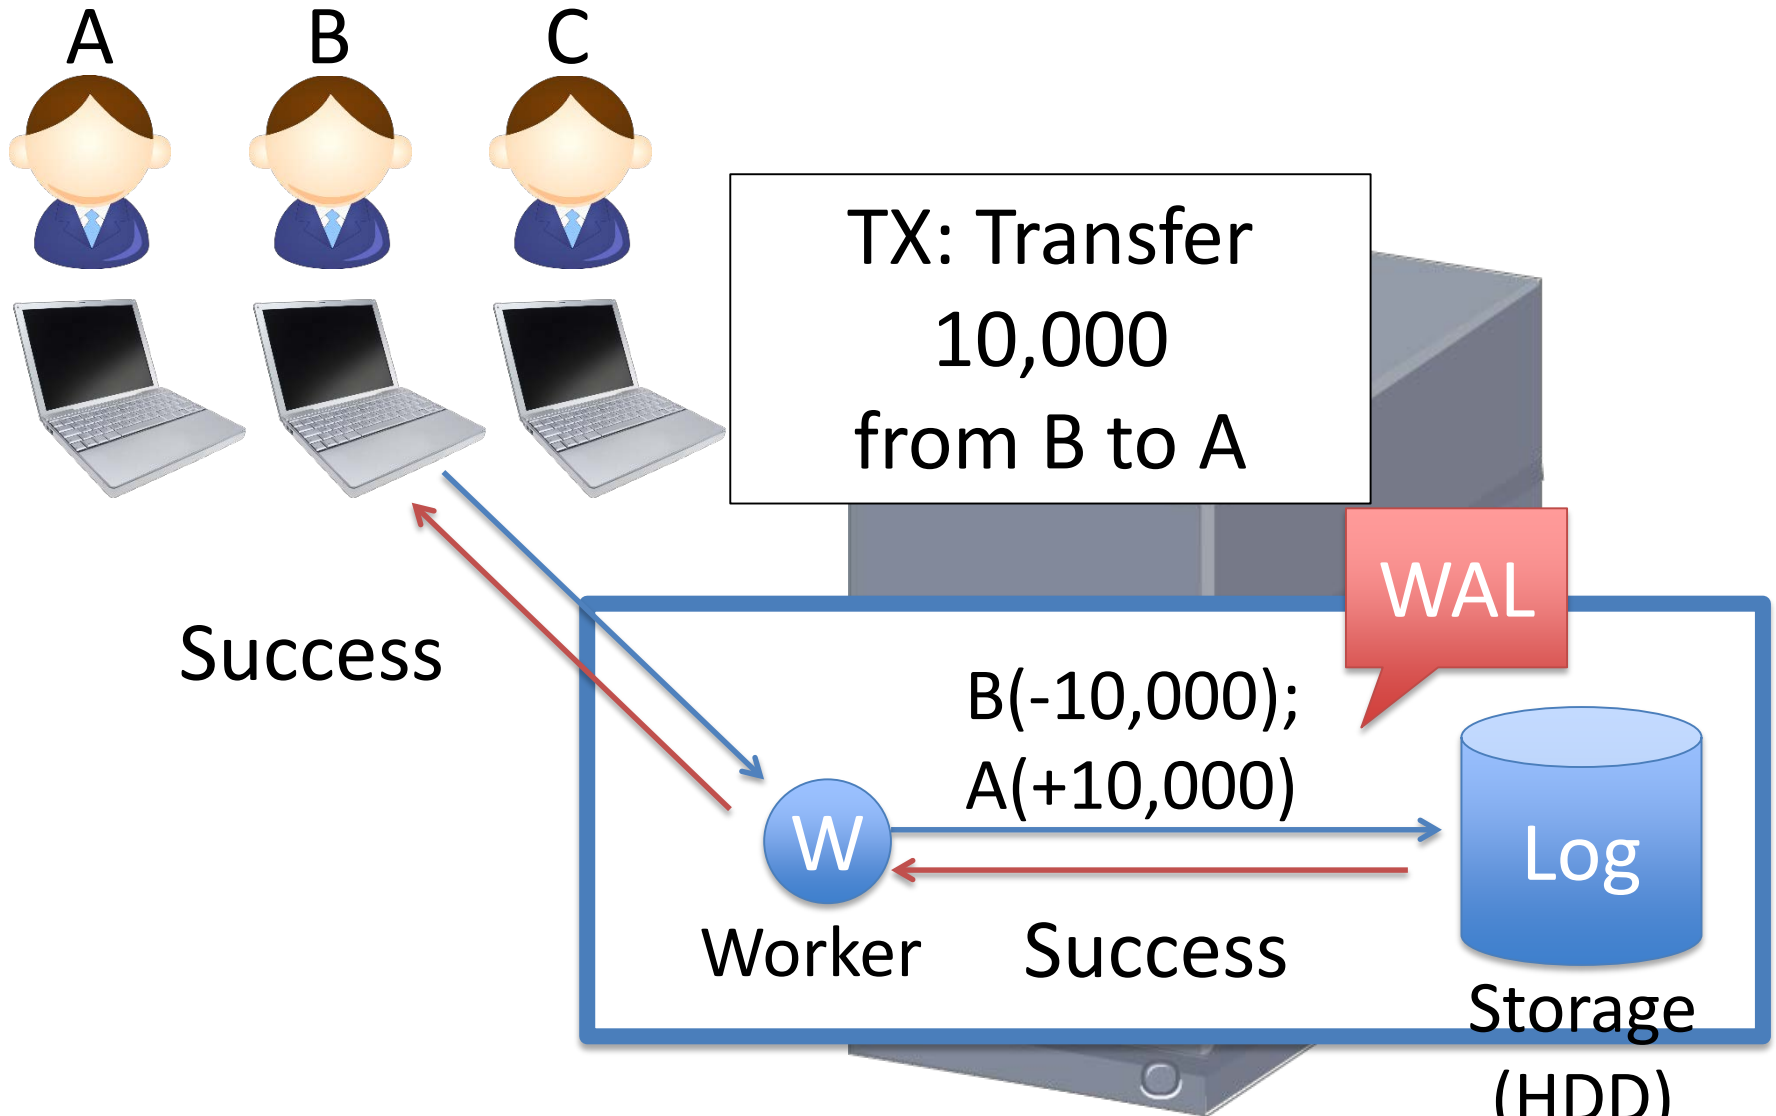 A
B
C
TX: Transfer
10,000
from B to A
WAL
Success
B(-10,000);
A(+10,000)
W
Log
Worker
Success
Storage
(HDD)